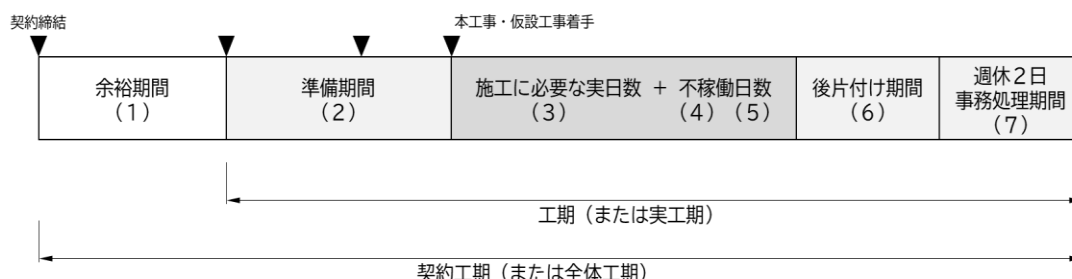 契約締結
本工事・仮設工事着手
余裕期間
（１）
準備期間
（２）
施工に必要な実日数 ＋ 不稼働日数
（３） （４）（５）
後片付け期間
（６）
週休２日
事務処理期間
（７）
工期（または実工期）
契約工期（または全体工期）